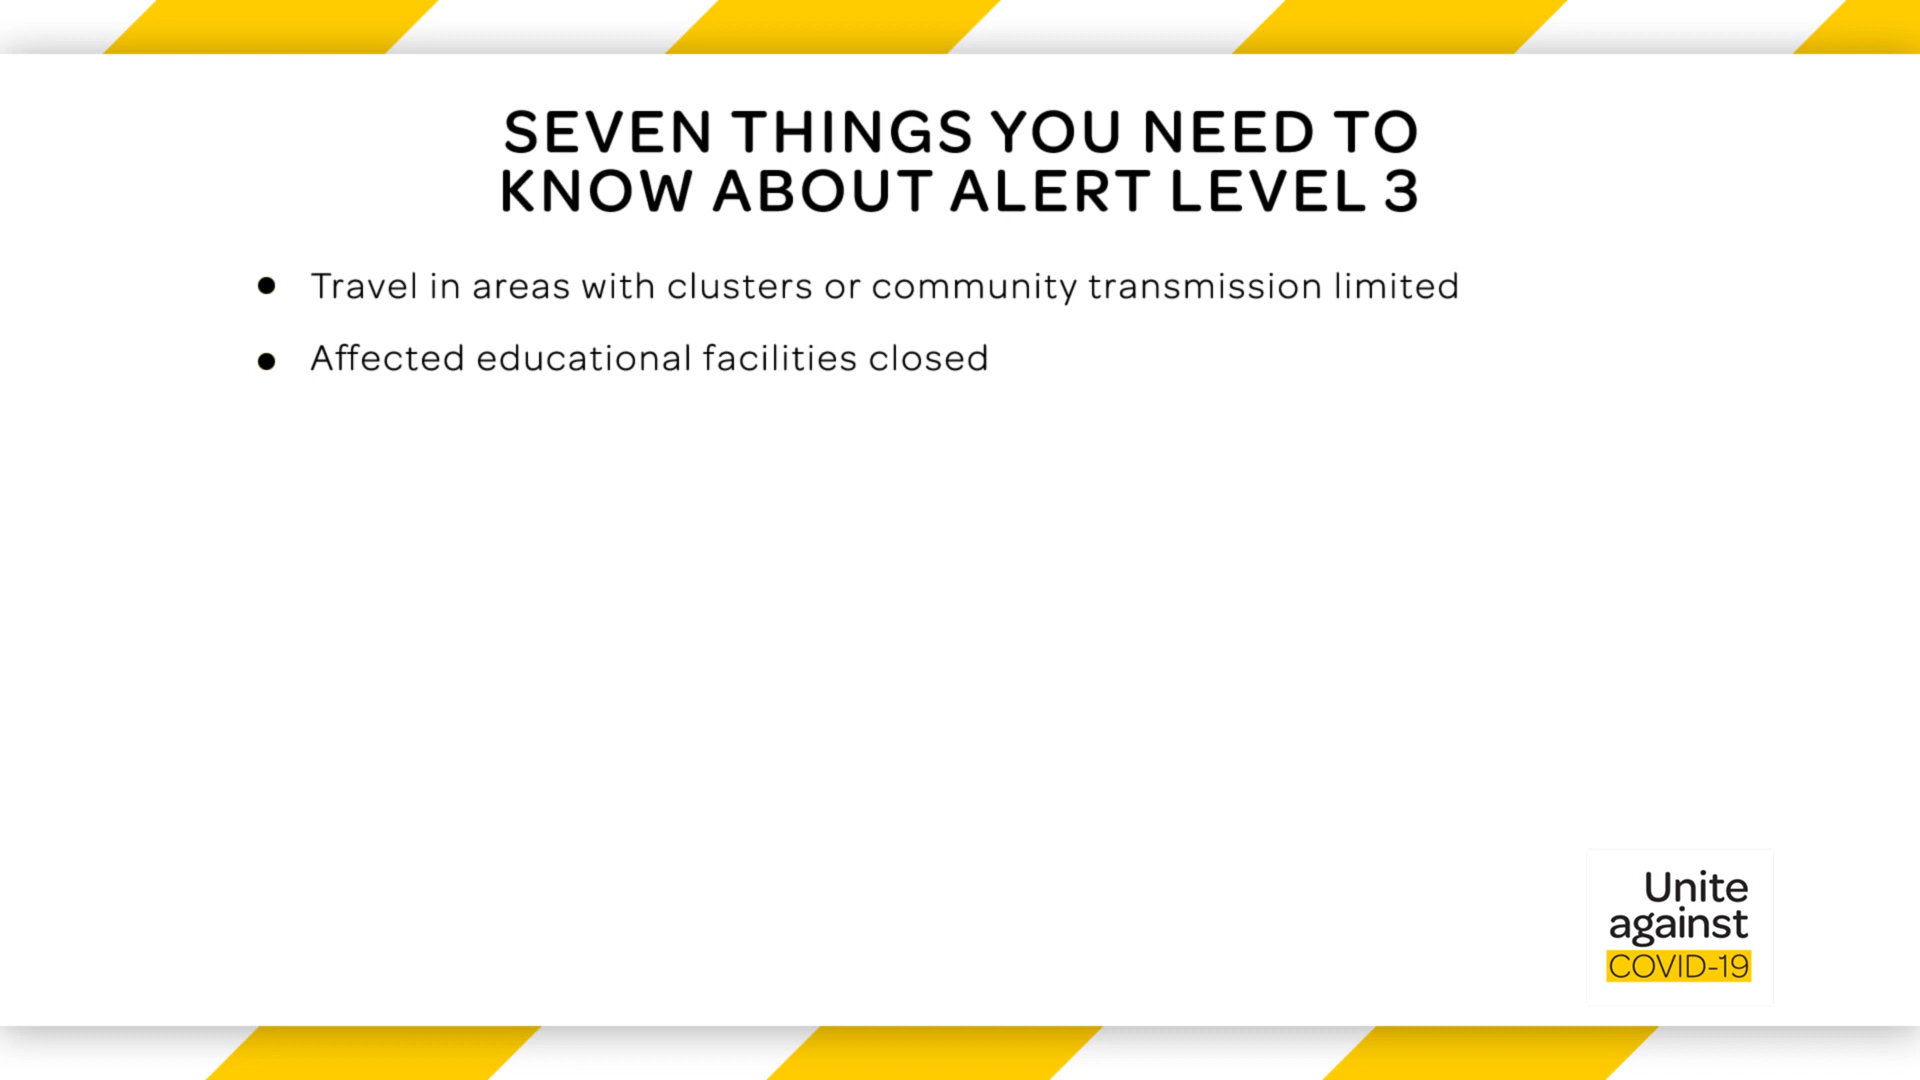 SEVEN THINGS YOU NEED TO
KNOW ABOUT ALERT LEVEL 3
● Travel in areas with clusters or community transmission limited
● Affected educational facilities closed
Unite
against
COVID-19